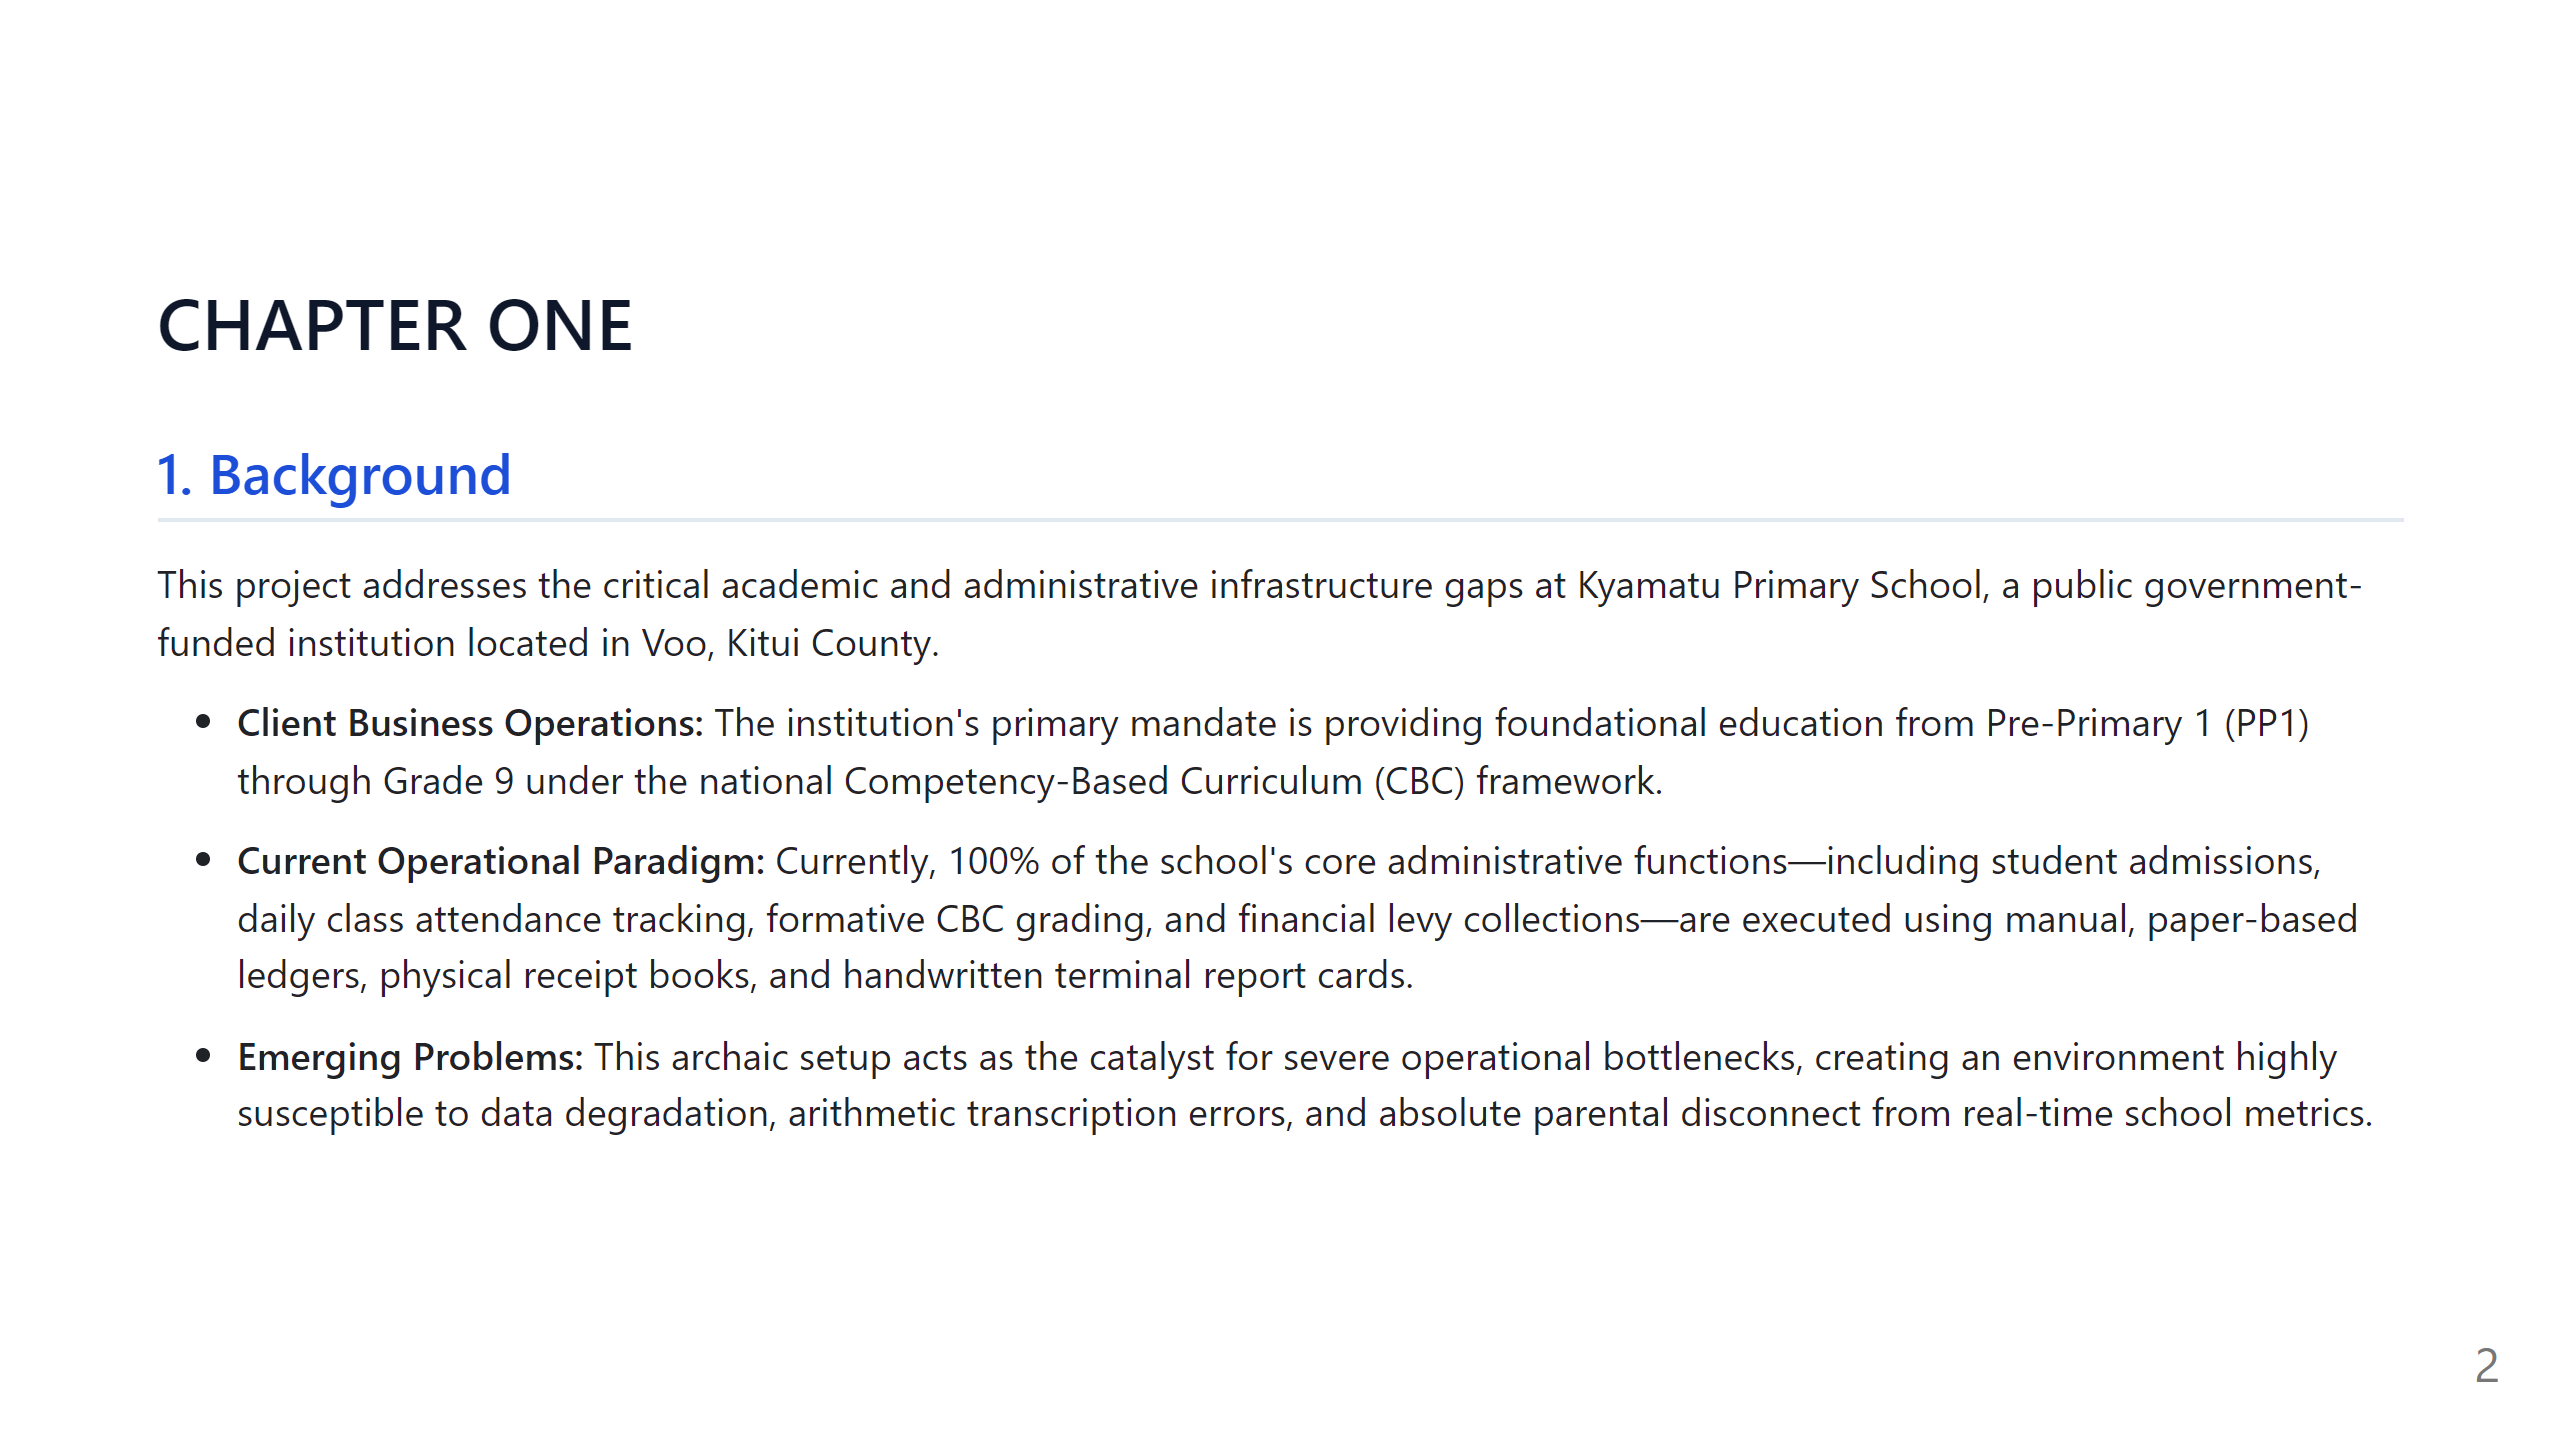 CHAPTER ONE
1. Background
This project addresses the critical academic and administrative infrastructure gaps at Kyamatu Primary School, a public government-
funded institution located in Voo, Kitui County.
• Client Business Operations: The institution's primary mandate is providing foundational education from Pre-Primary 1 (PP1)
through Grade 9 under the national Competency-Based Curriculum (CBC) framework.
• Current Operational Paradigm: Currently, 100% of the school's core administrative functions—including student admissions,
daily class attendance tracking, formative CBC grading, and financial levy collections—are executed using manual, paper-based
ledgers, physical receipt books, and handwritten terminal report cards.
• Emerging Problems: This archaic setup acts as the catalyst for severe operational bottlenecks, creating an environment highly
susceptible to data degradation, arithmetic transcription errors, and absolute parental disconnect from real-time school metrics.
2